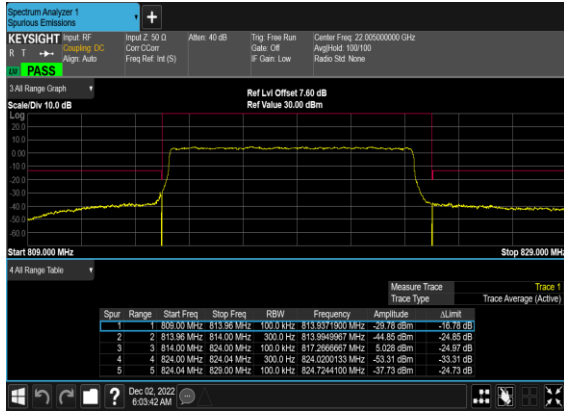 Spectrum Analyzer 1
Spurious Emissions
+
KEYSIGHT Input: RF Input Z: 50 Ω Atten: 40 dB Trig: Free Run Center Freq: 22.005000000 GHz
R T Coupling: DC Corr CCorr Gate: Off Avg|Hold: 100/100
Align: Auto Freq Ref: Int (S) IF Gain: Low Radio Std: None
LW PASS
3 All Range Graph
Ref Lvl Offset 7.60 dB
Scale/Div 10.0 dB Ref Value 30.00 dBm
Log
20.0
10.0
0.00
-10.0
-20.0
-30.0
-40.0
-50.0
-60.0
Start 809.000 MHz Stop 829.000 MHz
4 All Range Table
Measure Trace Trace 1
Trace Type Trace Average (Active)
Spur Range Start Freq Stop Freq RBW Frequency Amplitude ΔLimit
1 1 809.00 MHz 813.96 MHz 100.0 kHz 813.9371900 MHz -29.78 dBm -16.78 dB
2 2 813.96 MHz 814.00 MHz 300.0 Hz 813.9949967 MHz -44.85 dBm -24.85 dB
3 3 814.00 MHz 824.00 MHz 100.0 kHz 817.2666667 MHz 5.028 dBm -24.97 dB
4 4 824.00 MHz 824.04 MHz 300.0 Hz 824.0200133 MHz -53.31 dBm -33.31 dB
5 5 824.04 MHz 829.00 MHz 100.0 kHz 824.7244100 MHz -37.73 dBm -24.73 dB
? Dec 02, 2022
6:03:42 AM